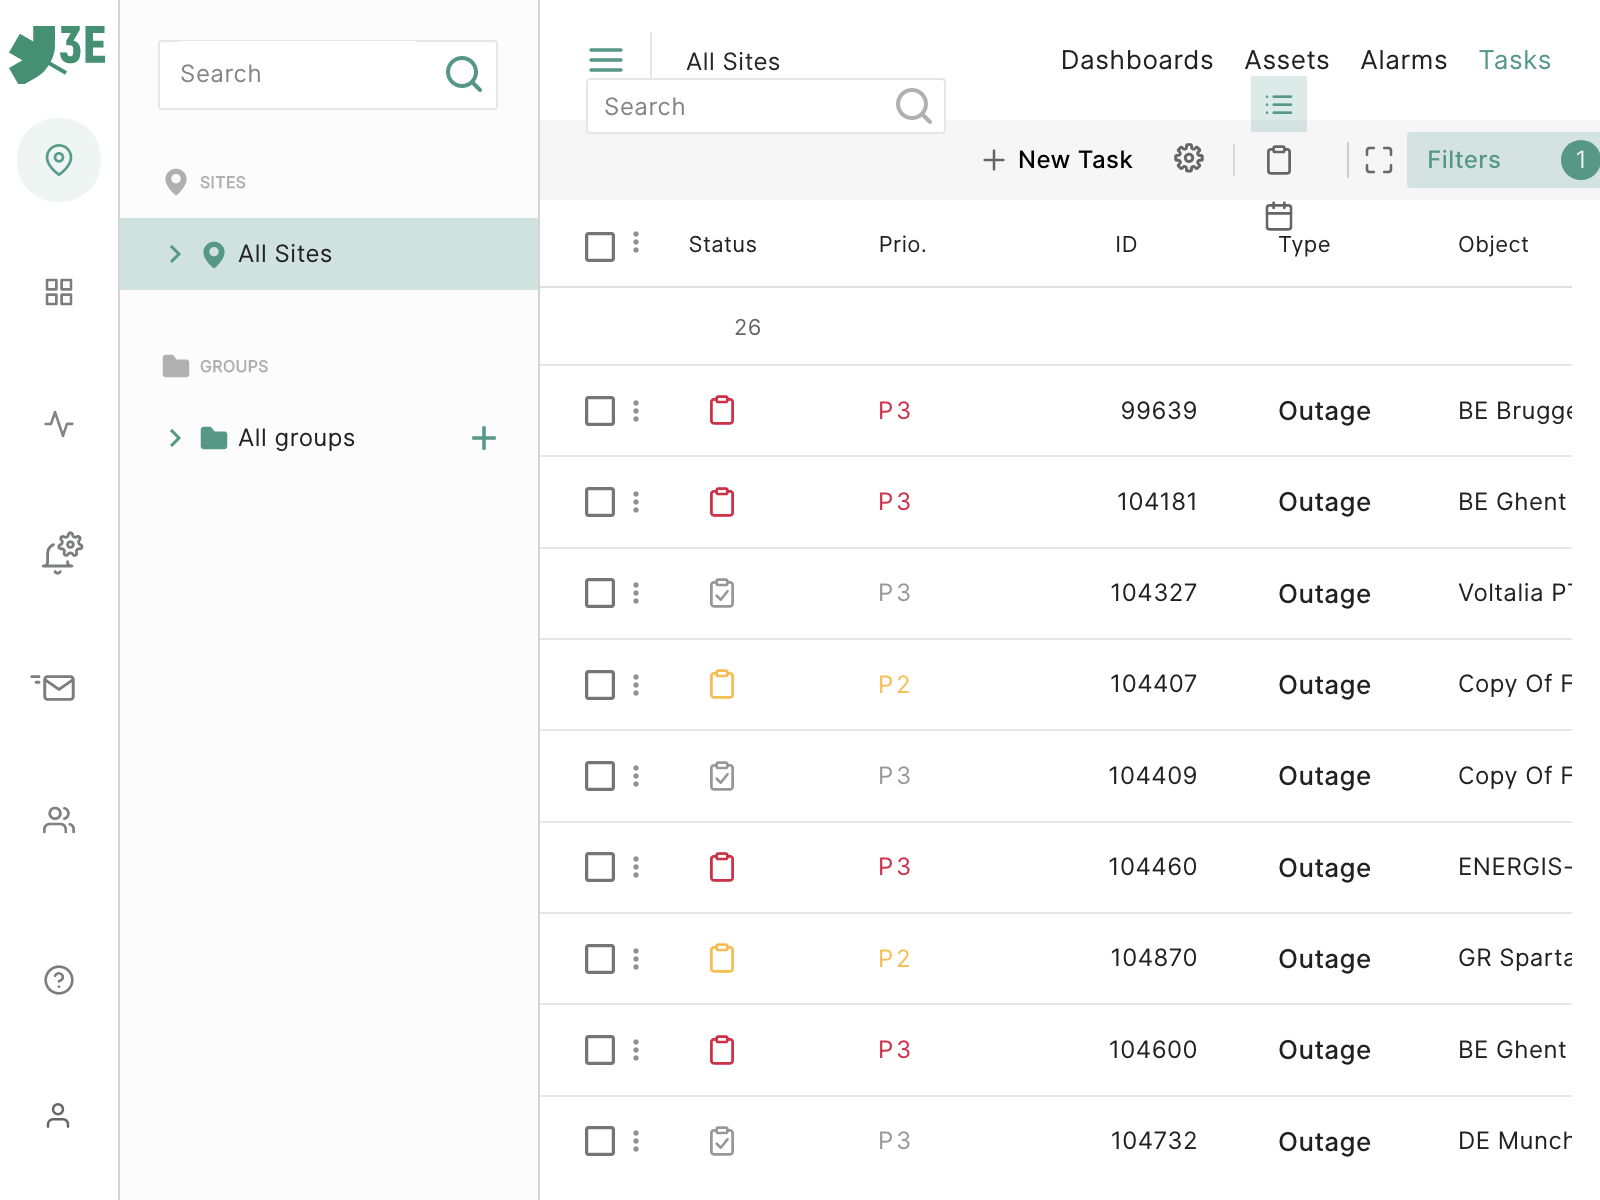 3E
Search
SITES
All Sites
GROUPS
All groups
All Sites
Dashboards Assets Alarms Tasks
Search
New Task
Filters 1
Status Prio. ID Type Object
26
P3 99639 Outage BE Brugge
P3 104181 Outage BE Ghent
P3 104327 Outage Voltalia PT
P2 104407 Outage Copy Of F
P3 104409 Outage Copy Of F
P3 104460 Outage ENERGIS-
P2 104870 Outage GR Sparta
P3 104600 Outage BE Ghent
P3 104732 Outage DE Munch